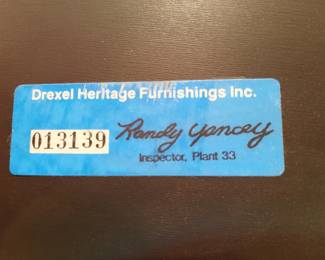 Drexel Heritage Furnishings Inc.
013139 Randy Yancey
Inspector, Plant 33